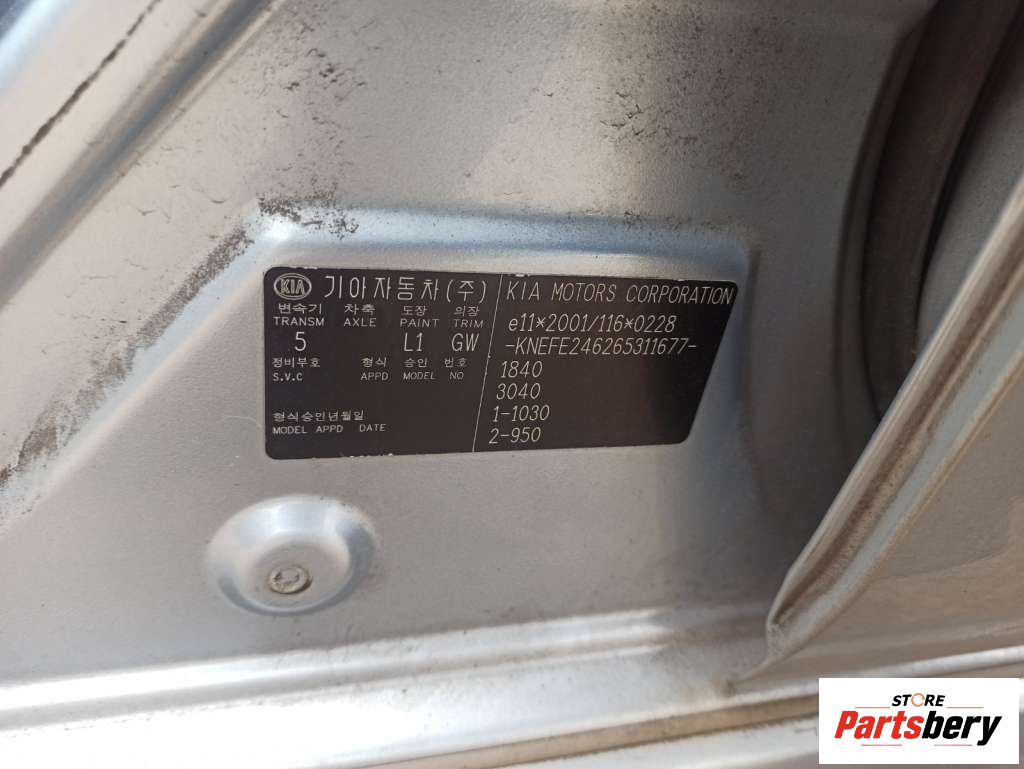 KIA 기아자동차(주)
변속기 차축 도장 의장
TRANSM AXLE PAINT TRIM
5 L1 GW
정비부호 형식 승인 번호
S.V.C APPD MODEL NO
형식승인년월일
MODEL APPD DATE
KIA MOTORS CORPORATION
e11*2001/116*0228
-KNEFE246265311677-
1840
3040
1-1030
2-950
STORE
Partsbery